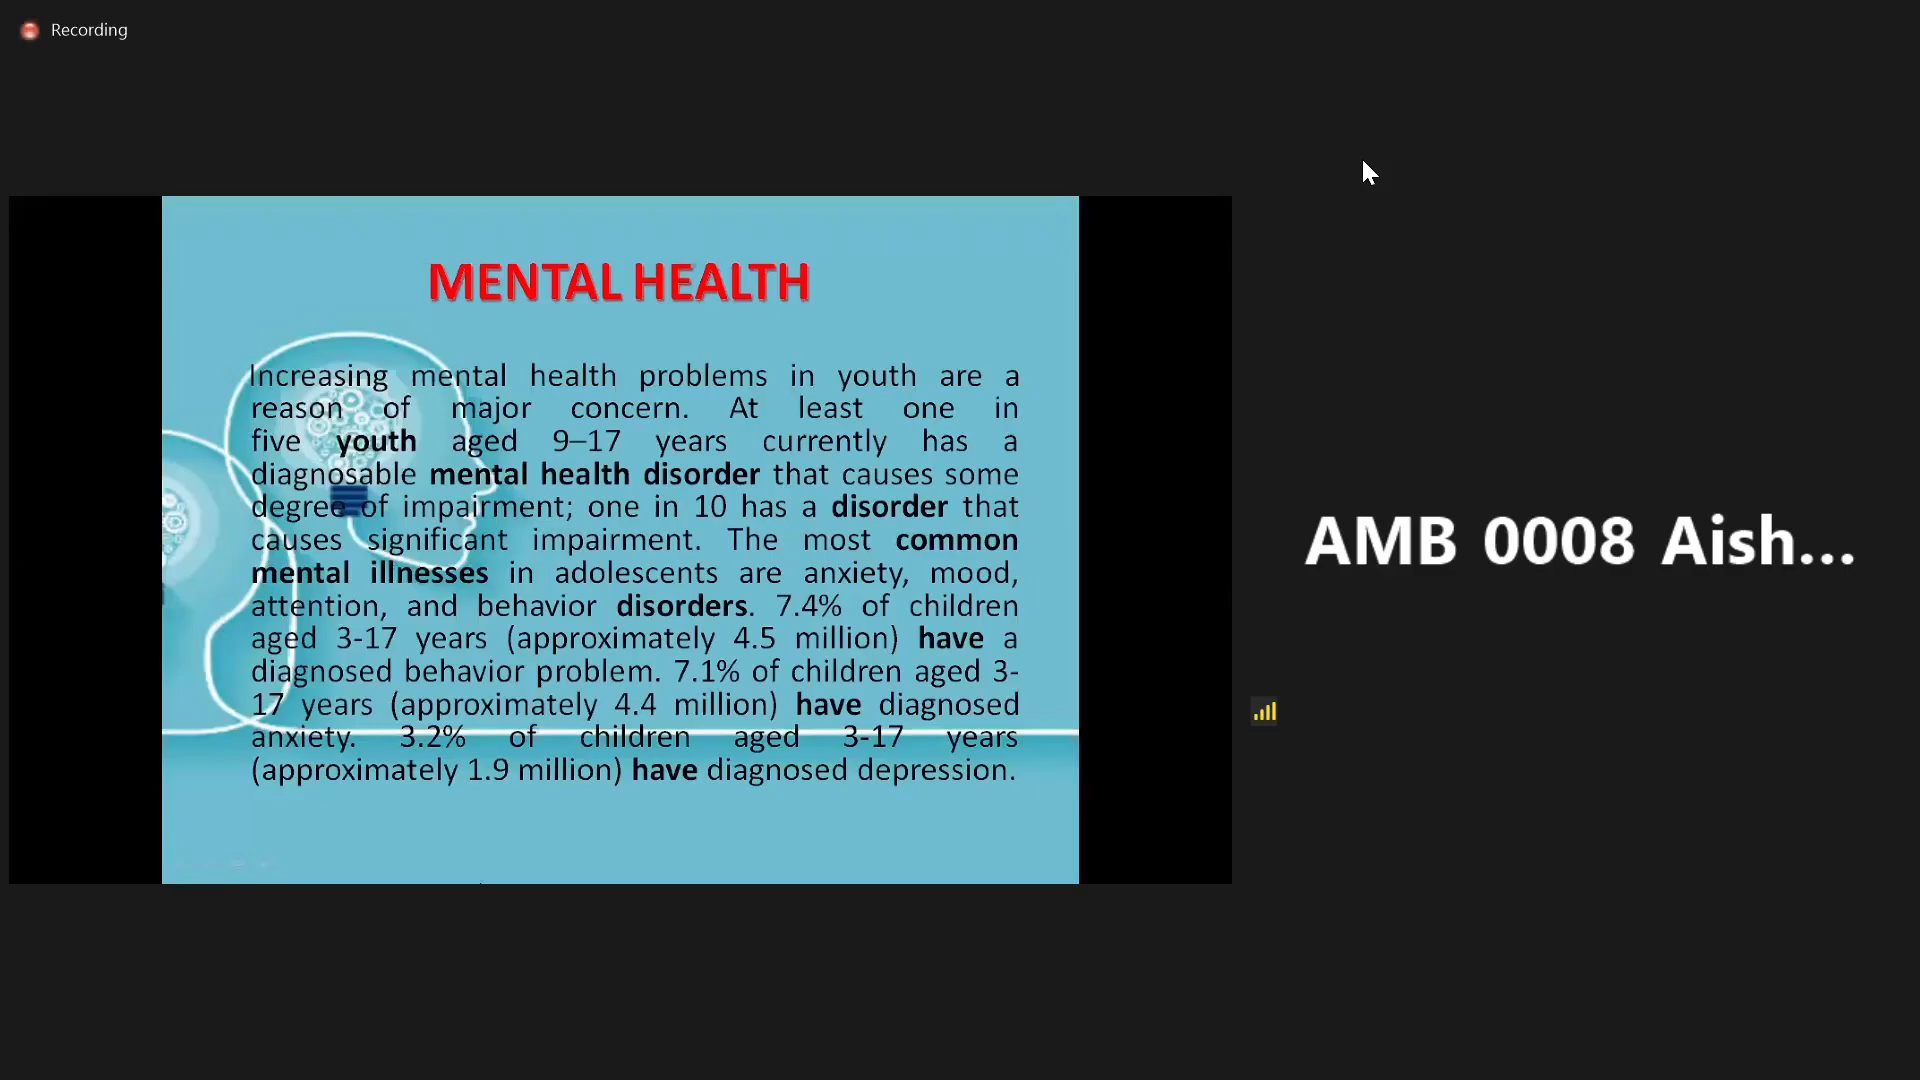 Recording
MENTAL HEALTH
Increasing mental health problems in youth are a
reason of major concern. At least one in
five youth aged 9–17 years currently has a
diagnosable mental health disorder that causes some
degree of impairment; one in 10 has a disorder that
causes significant impairment. The most common
mental illnesses in adolescents are anxiety, mood,
attention, and behavior disorders. 7.4% of children
aged 3-17 years (approximately 4.5 million) have a
diagnosed behavior problem. 7.1% of children aged 3-
17 years (approximately 4.4 million) have diagnosed
anxiety. 3.2% of children aged 3-17 years
(approximately 1.9 million) have diagnosed depression.
AMB 0008 Aish...